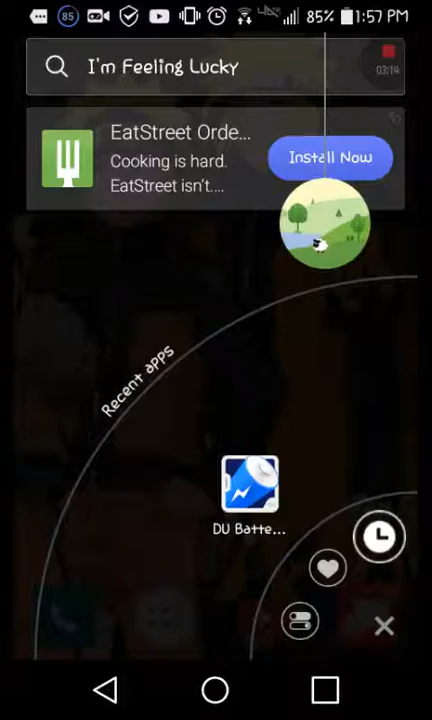 85 85% 1:57 PM
I'm Feeling Lucky
03:14
EatStreet Orde...
Cooking is hard.
EatStreet isn't....
Install Now
Recent apps
DU Batte...